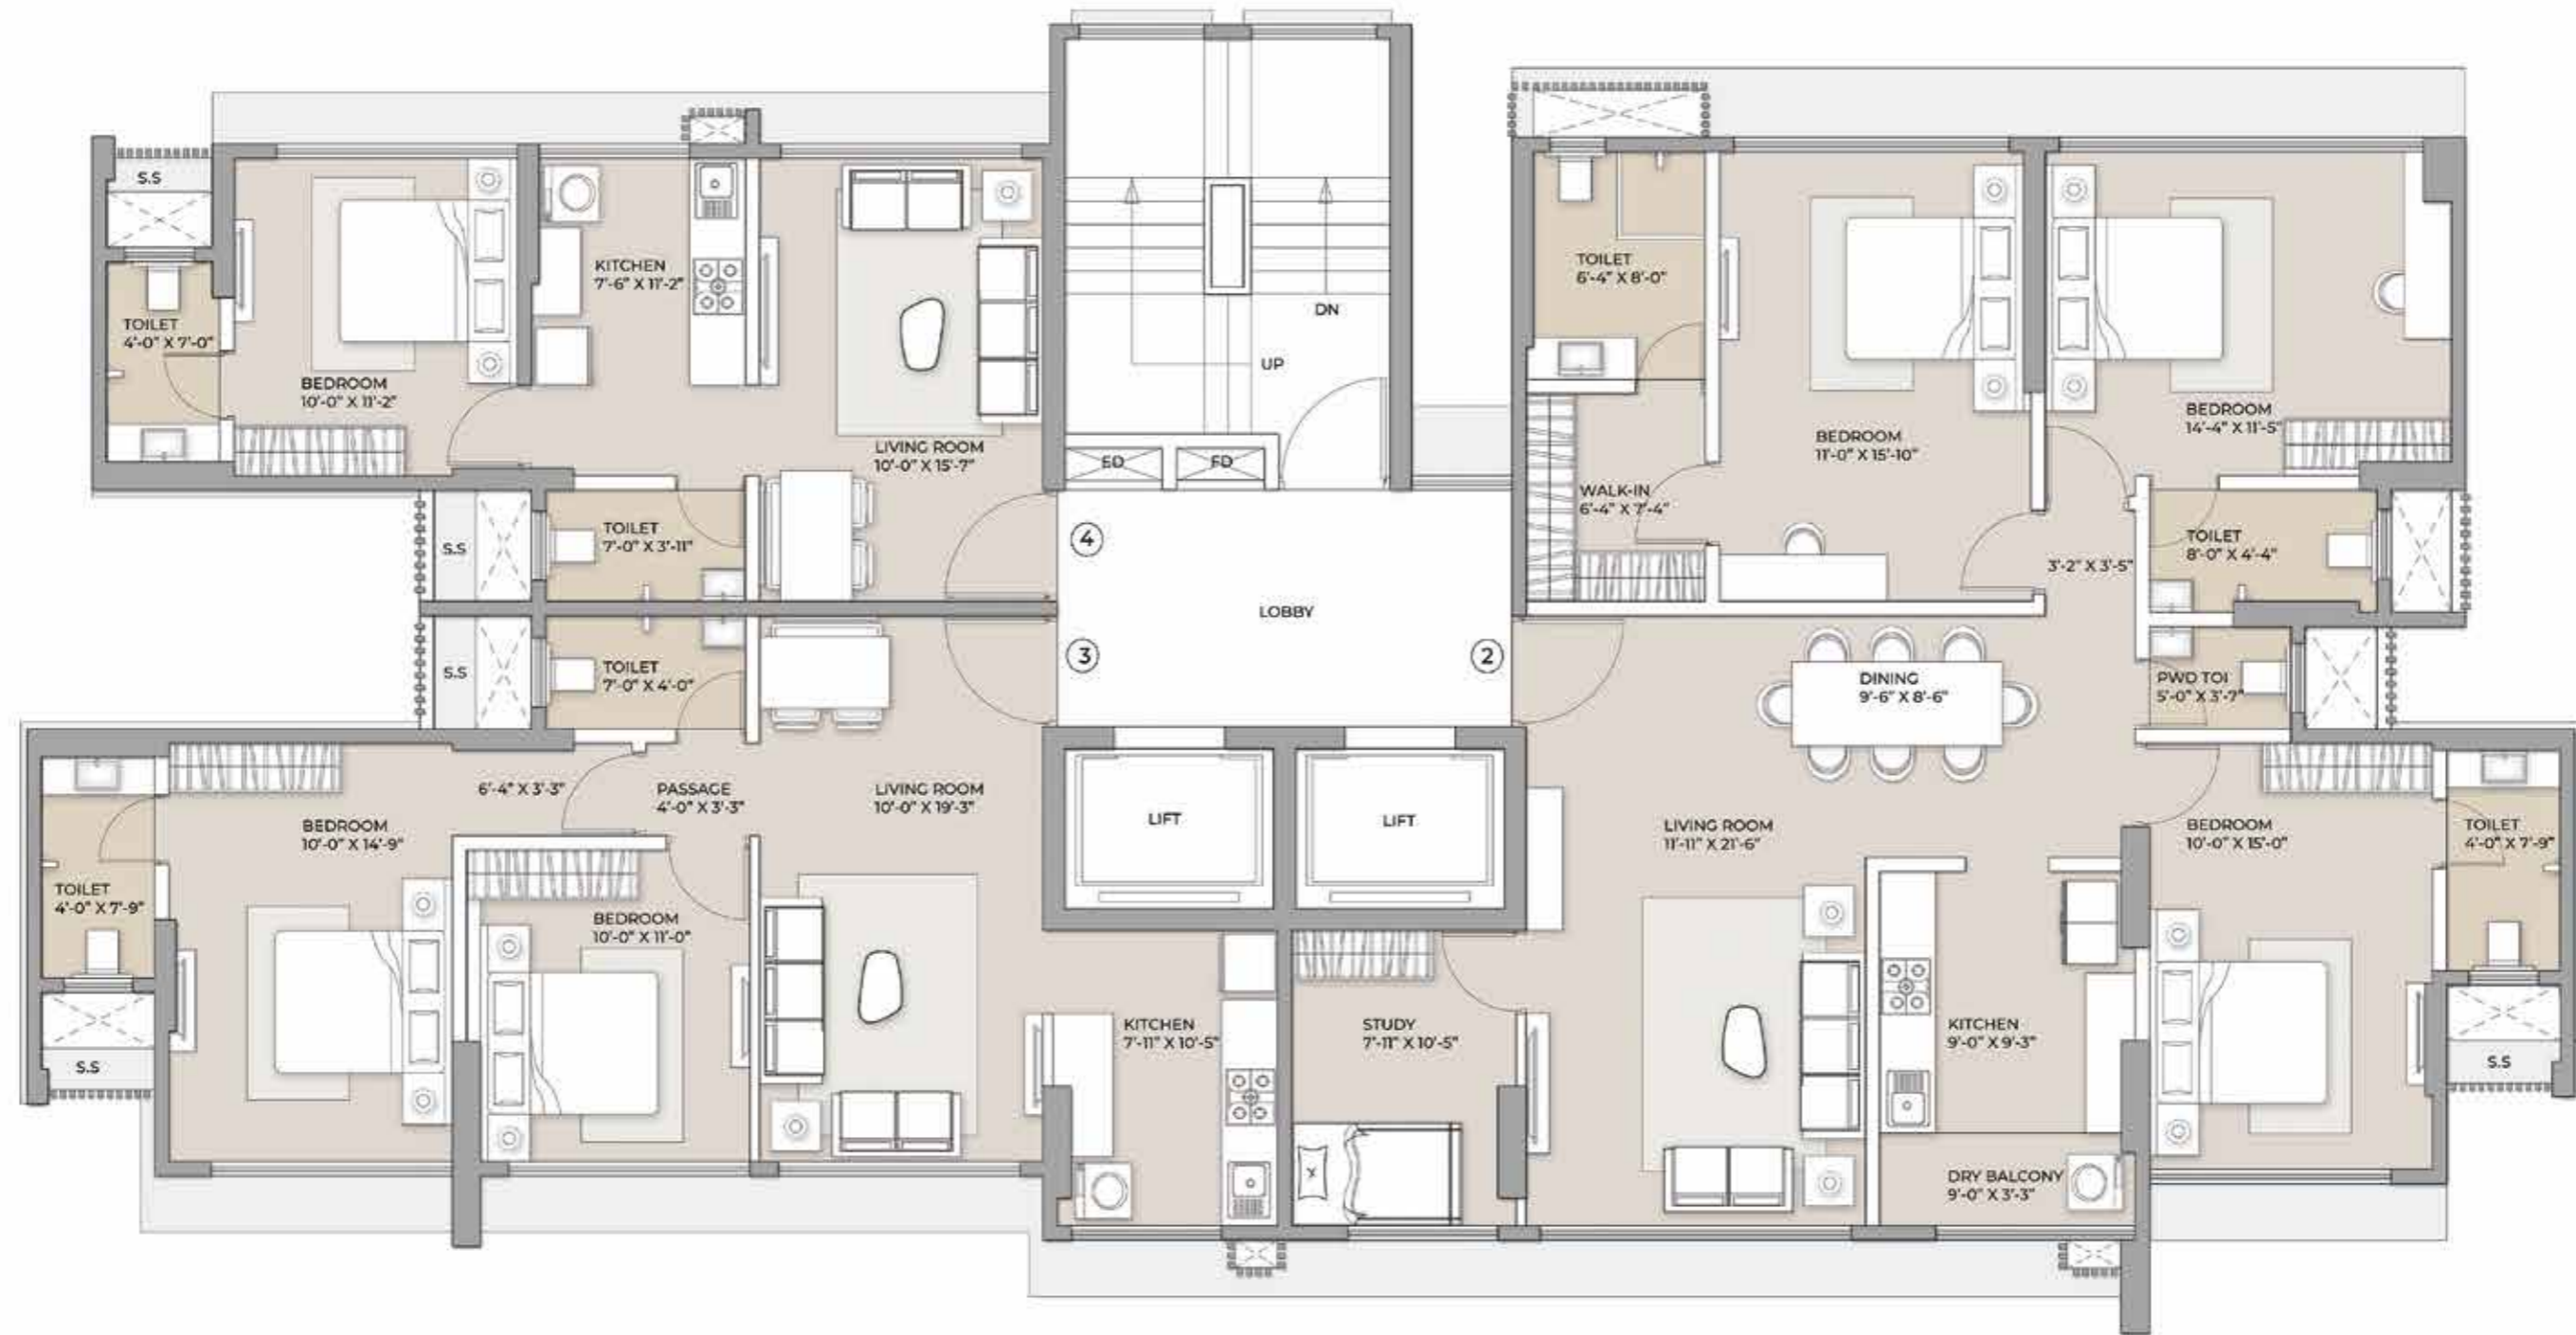 S.S
TOILET
4'-0" X 7'-0"
BEDROOM
10'-0" X 11'-2"
KITCHEN
7'-6" X 11'-2"
LIVING ROOM
10'-0" X 15'-7"
S.S
TOILET
7'-0" X 3'-11"
4
ED
FD
DN
UP
LOBBY
TOILET
6'-4" X 8'-0"
WALK-IN
6'-4" X 7'-4"
BEDROOM
11'-0" X 15'-10"
BEDROOM
14'-4" X 11'-5"
3'-2" X 3'-5"
TOILET
8'-0" X 4'-4"
S.S
TOILET
7'-0" X 4'-0"
3
2
DINING
9'-6" X 8'-6"
PWD TOI
5'-0" X 3'-7"
6'-4" X 3'-3"
PASSAGE
4'-0" X 3'-3"
LIVING ROOM
10'-0" X 19'-3"
LIFT
LIFT
BEDROOM
10'-0" X 14'-9"
TOILET
4'-0" X 7'-9"
S.S
BEDROOM
10'-0" X 11'-0"
KITCHEN
7'-11" X 10'-5"
STUDY
7'-11" X 10'-5"
LIVING ROOM
11'-11" X 21'-6"
KITCHEN
9'-0" X 9'-3"
DRY BALCONY
9'-0" X 3'-3"
BEDROOM
10'-0" X 15'-0"
TOILET
4'-0" X 7'-9"
S.S